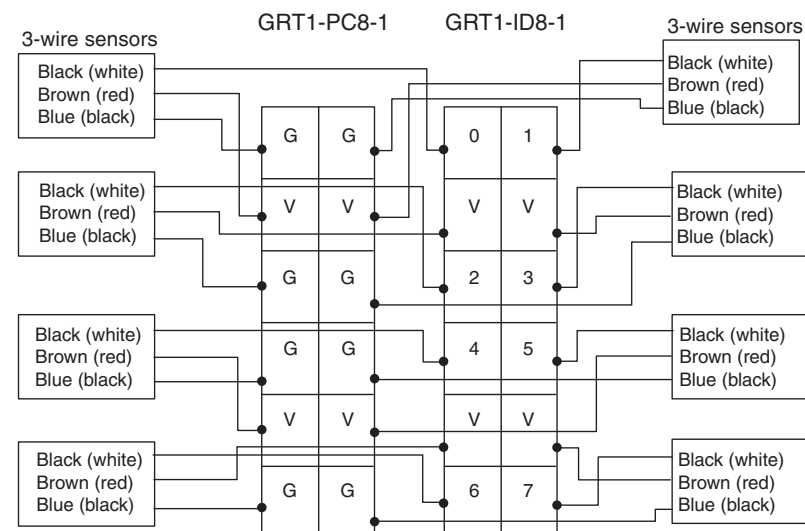 GRT1-PC8-1 GRT1-ID8-1
3-wire sensors 3-wire sensors
Black (white)
Brown (red)
Blue (black)
Black (white)
Brown (red)
Blue (black)
G G 0 1
V V V V
Black (white)
Brown (red)
Blue (black)
Black (white)
Brown (red)
Blue (black)
G G 2 3
G G 4 5
Black (white)
Brown (red)
Blue (black)
Black (white)
Brown (red)
Blue (black)
V V V V
Black (white)
Brown (red)
Blue (black)
Black (white)
Brown (red)
Blue (black)
G G 6 7